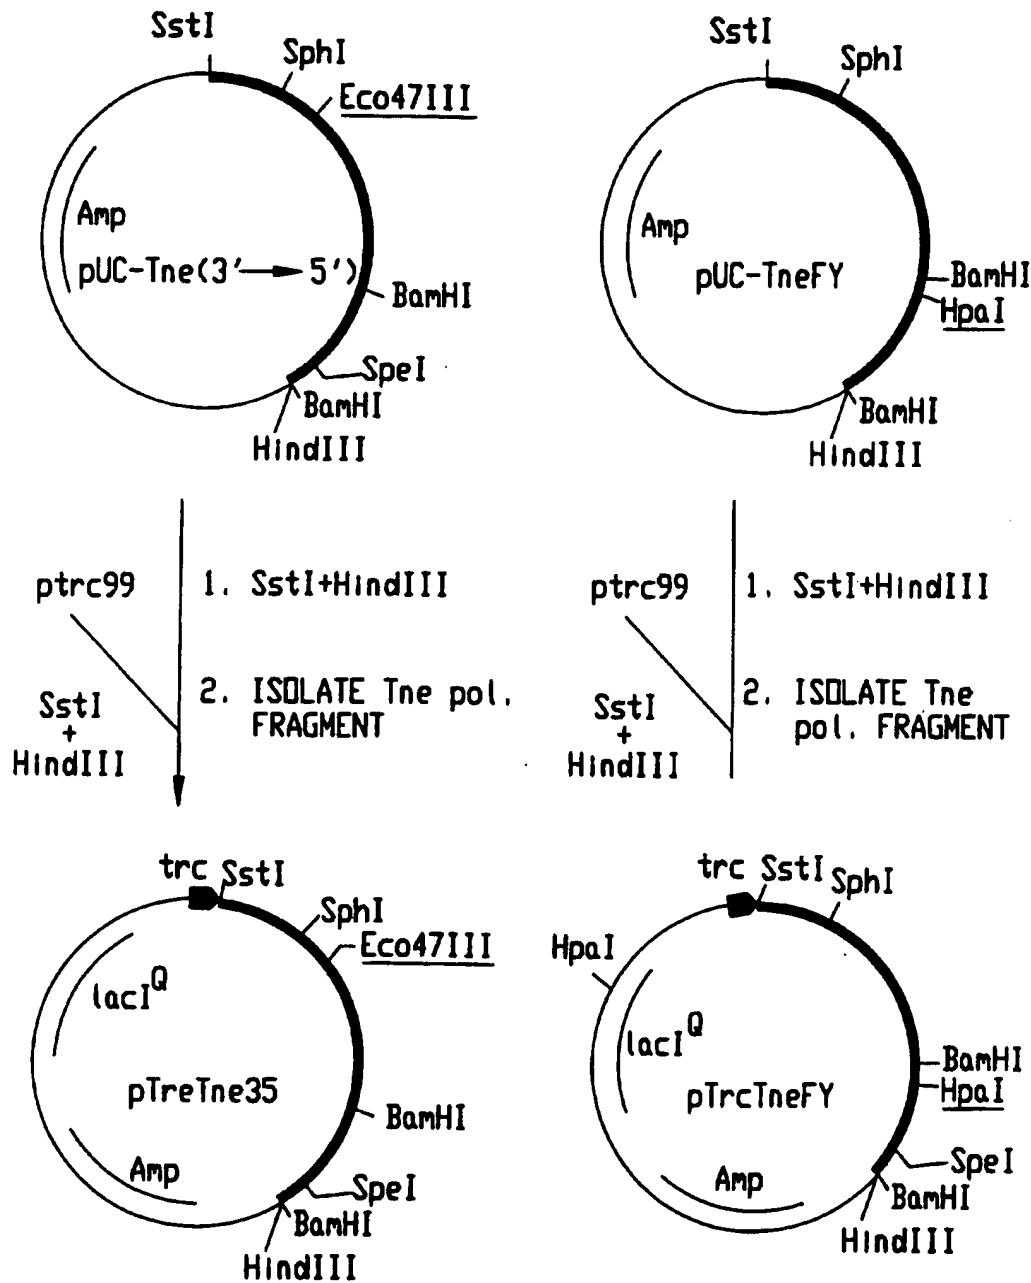 SstI
SphI
Eco47III
Amp
pUC-Tne(3' → 5')
BamHI
SpeI
BamHI
HindIII
SstI
SphI
Amp
pUC-TneFY
BamHI
HpaI
BamHI
HindIII
ptrc99
SstI
+
HindIII
1. SstI+HindIII
2. ISOLATE Tne pol.
FRAGMENT
ptrc99
SstI
+
HindIII
1. SstI+HindIII
2. ISOLATE Tne
pol. FRAGMENT
trc SstI
SphI
Eco47III
lacI^Q
pTreTne35
BamHI
Amp
SpeI
BamHI
HindIII
trc SstI
SphI
HpaI
lacI^Q
pTrcTneFY
BamHI
HpaI
Amp
SpeI
BamHI
HindIII